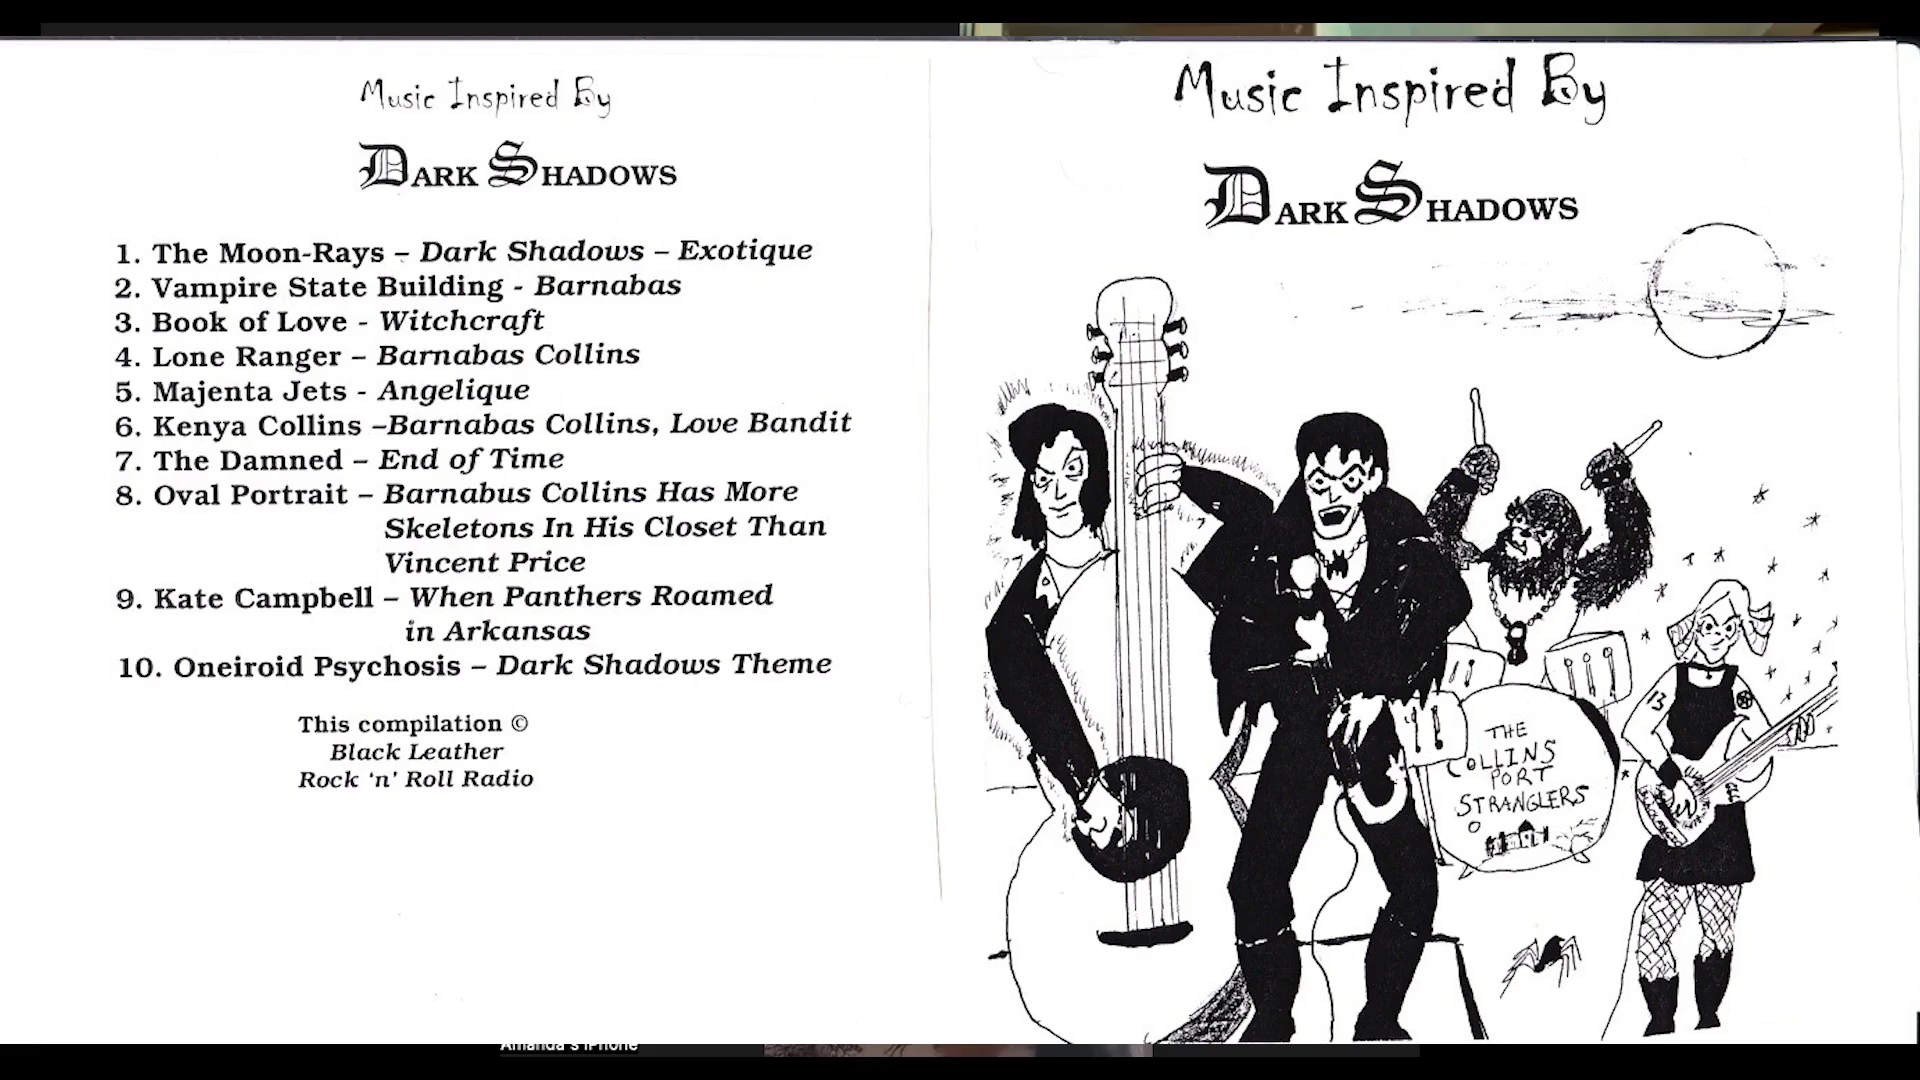 Music Inspired By
DARK SHADOWS
1. The Moon-Rays – Dark Shadows – Exotique
2. Vampire State Building - Barnabas
3. Book of Love - Witchcraft
4. Lone Ranger – Barnabas Collins
5. Majenta Jets - Angelique
6. Kenya Collins –Barnabas Collins, Love Bandit
7. The Damned – End of Time
8. Oval Portrait – Barnabus Collins Has More
Skeletons In His Closet Than
Vincent Price
9. Kate Campbell – When Panthers Roamed
in Arkansas
10. Oneiroid Psychosis – Dark Shadows Theme
This compilation ©
Black Leather
Rock ‘n’ Roll Radio
Music Inspired By
DARK SHADOWS
13
THE
COLLINS
PORT
STRANGLERS
Amanda's iPhone